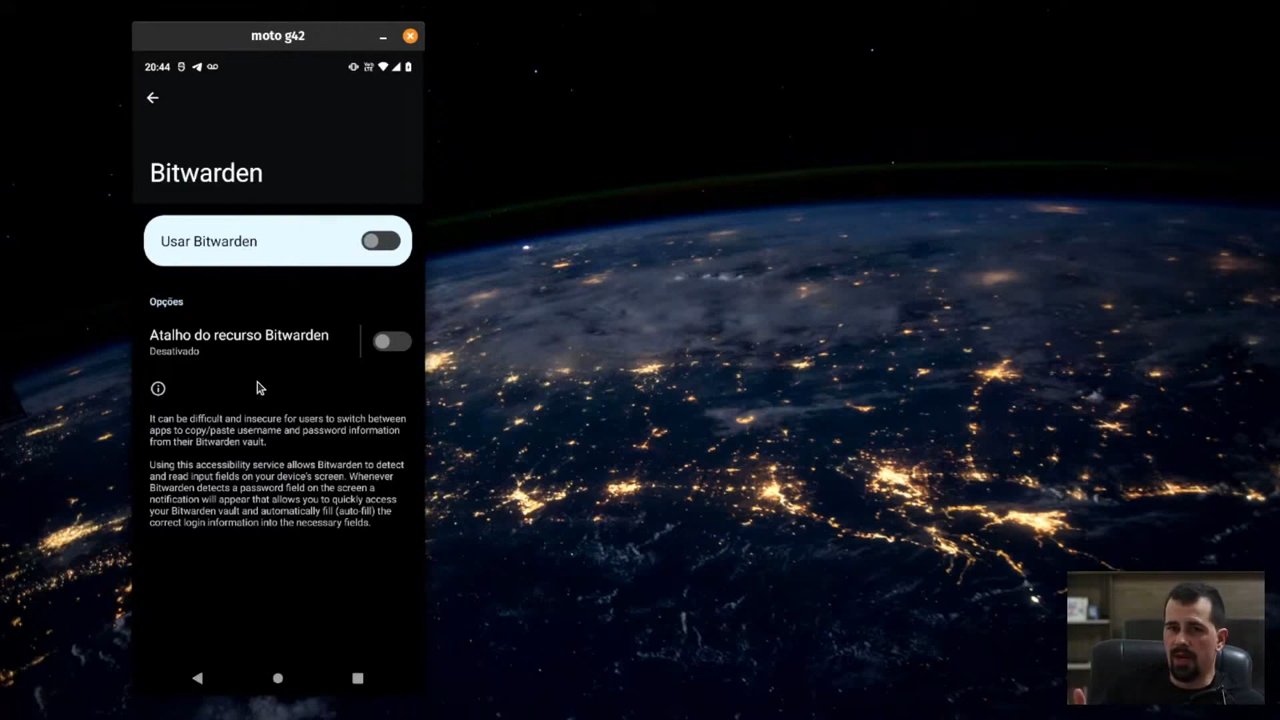 moto g42
20:44
Bitwarden
Usar Bitwarden
Opções
Atalho do recurso Bitwarden
Desativado
It can be difficult and insecure for users to switch between
apps to copy/paste username and password information
from their Bitwarden vault.
Using this accessibility service allows Bitwarden to detect
and read input fields on your device's screen. Whenever
Bitwarden detects a password field on the screen a
notification will appear that allows you to quickly access
your Bitwarden vault and automatically fill (auto-fill) the
correct login information into the necessary fields.